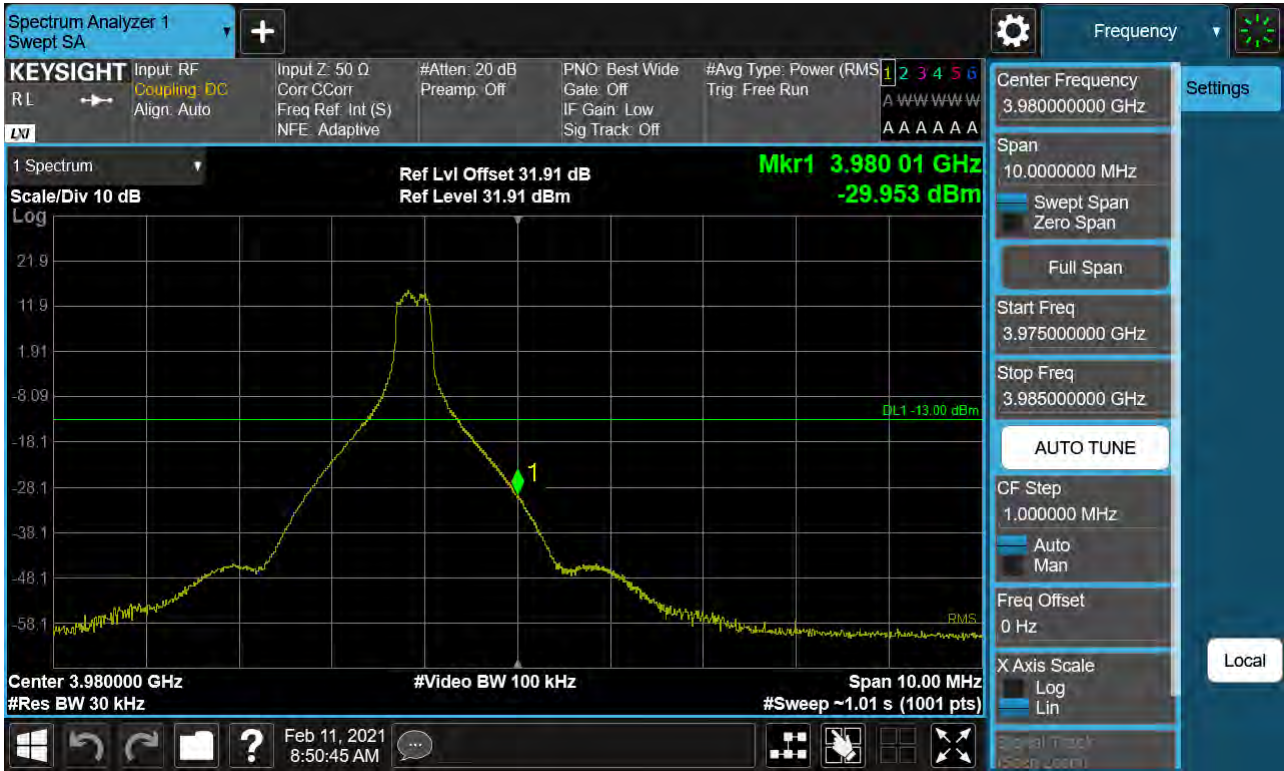 Spectrum Analyzer 1
Swept SA
+
Frequency
KEYSIGHT
RL
LXI
Input: RF
Coupling: DC
Align: Auto
Input Z: 50 Ω
Corr CCorr
Freq Ref: Int (S)
NFE: Adaptive
#Atten: 20 dB
Preamp: Off
PNO: Best Wide
Gate: Off
IF Gain: Low
Sig Track: Off
#Avg Type: Power (RMS
Trig: Free Run
1 2 3 4 5 6
A W W W W W
A A A A A A
1 Spectrum
Scale/Div 10 dB
Log
Ref Lvl Offset 31.91 dB
Ref Level 31.91 dBm
Mkr1 3.980 01 GHz
-29.953 dBm
21.9
11.9
1.91
-8.09
-18.1
-28.1
-38.1
-48.1
-58.1
DL1 -13.00 dBm
1
RMS
Center 3.980000 GHz
#Res BW 30 kHz
#Video BW 100 kHz
Span 10.00 MHz
#Sweep ~1.01 s (1001 pts)
Center Frequency
3.980000000 GHz
Span
10.0000000 MHz
Swept Span
Zero Span
Full Span
Start Freq
3.975000000 GHz
Stop Freq
3.985000000 GHz
AUTO TUNE
CF Step
1.000000 MHz
Auto
Man
Freq Offset
0 Hz
X Axis Scale
Log
Lin
Signal Track
(Span Zoom)
Settings
Local
?
Feb 11, 2021
8:50:45 AM